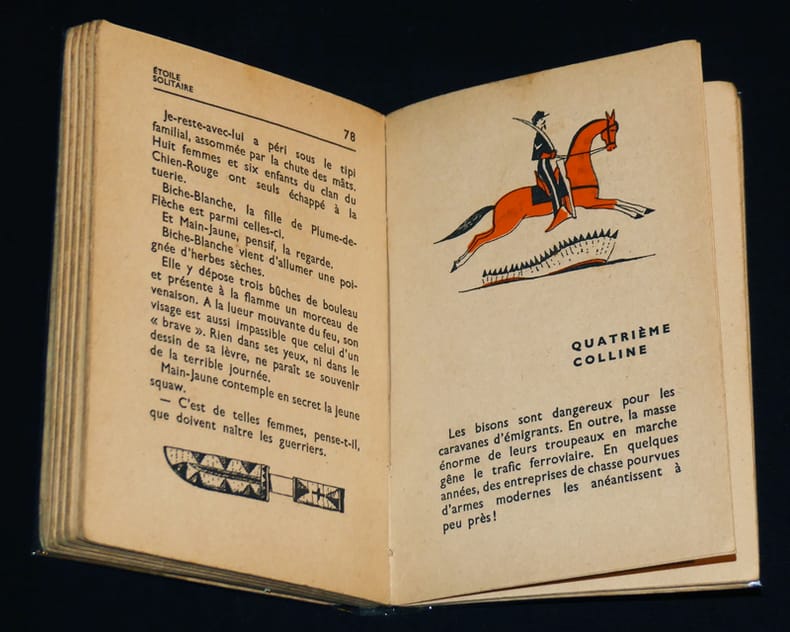 ÉTOILE
SOLITAIRE
78
Je-reste-avec-lui a péri sous le tipi
familial, assommée par la chute des mâts.
Huit femmes et six enfants du clan du
Chien-Rouge ont seuls échappé à la
tuerie.
Biche-Blanche, la fille de Plume-de-
Flèche est parmi celles-ci.
Et Main-Jaune, pensif, la regarde.
Biche-Blanche vient d'allumer une poi-
gnée d'herbes sèches.
Elle y dépose trois bûches de bouleau
et présente à la flamme un morceau de
venaison. A la lueur mouvante du feu, son
visage est aussi impassible que celui d'un
« brave ». Rien dans ses yeux, ni dans le
dessin de sa lèvre, ne paraît se souvenir
de la terrible journée.
Main-Jaune contemple en secret la jeune
squaw.
— C'est de telles femmes, pense-t-il,
que doivent naître les guerriers.
QUATRIÈME
COLLINE
Les bisons sont dangereux pour les
caravanes d'émigrants. En outre, la masse
énorme de leurs troupeaux en marche
gêne le trafic ferroviaire. En quelques
années, des entreprises de chasse pourvues
d'armes modernes les anéantissent à
peu près !